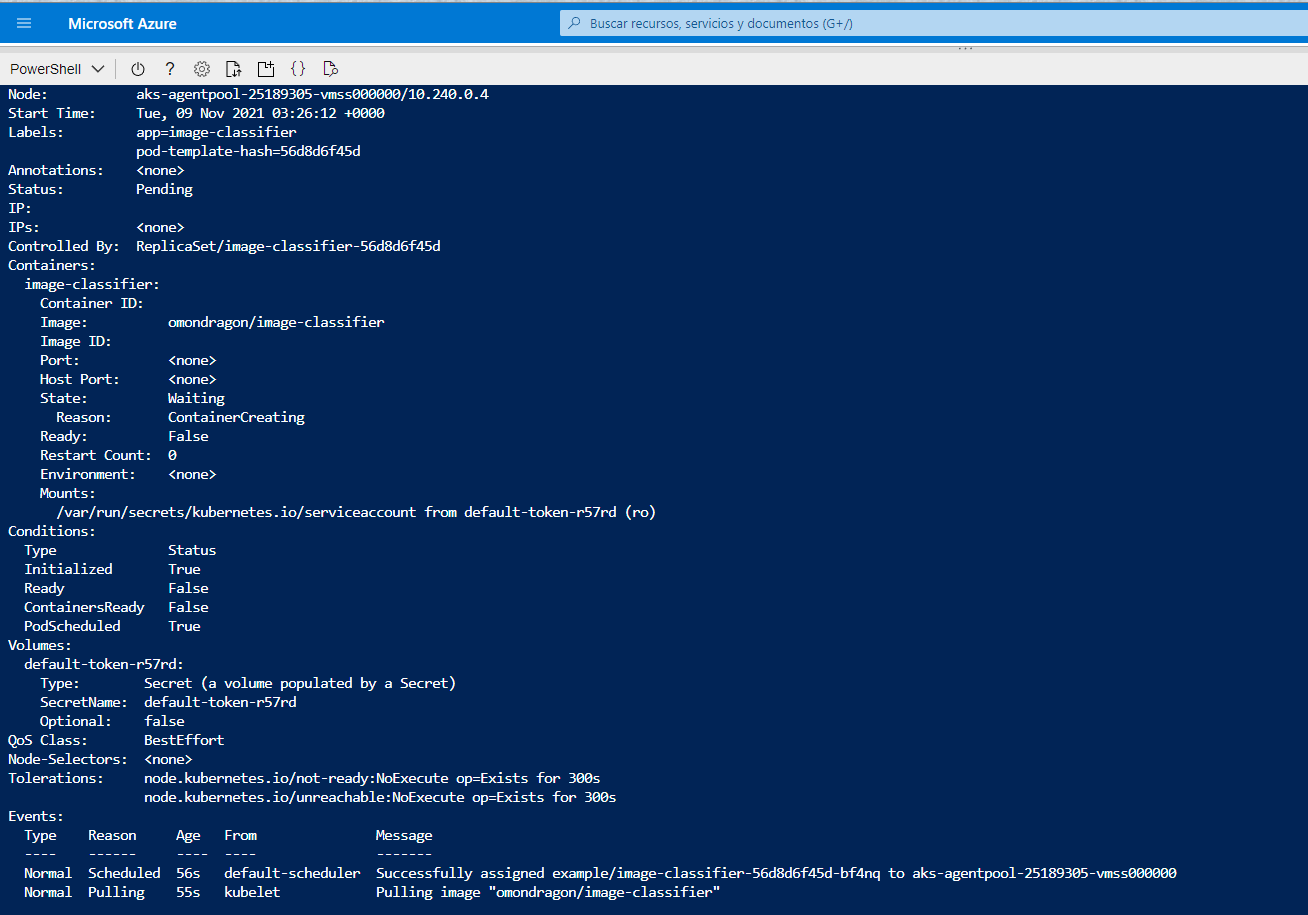 Microsoft Azure
Buscar recursos, servicios y documentos (G+/)
PowerShell
Node: aks-agentpool-25189305-vmss000000/10.240.0.4
Start Time: Tue, 09 Nov 2021 03:26:12 +0000
Labels: app=image-classifier
pod-template-hash=56d8d6f45d
Annotations: <none>
Status: Pending
IP:
IPs: <none>
Controlled By: ReplicaSet/image-classifier-56d8d6f45d
Containers:
image-classifier:
Container ID:
Image: omondragon/image-classifier
Image ID:
Port: <none>
Host Port: <none>
State: Waiting
Reason: ContainerCreating
Ready: False
Restart Count: 0
Environment: <none>
Mounts:
/var/run/secrets/kubernetes.io/serviceaccount from default-token-r57rd (ro)
Conditions:
Type Status
Initialized True
Ready False
ContainersReady False
PodScheduled True
Volumes:
default-token-r57rd:
Type: Secret (a volume populated by a Secret)
SecretName: default-token-r57rd
Optional: false
QoS Class: BestEffort
Node-Selectors: <none>
Tolerations: node.kubernetes.io/not-ready:NoExecute op=Exists for 300s
node.kubernetes.io/unreachable:NoExecute op=Exists for 300s
Events:
Type Reason Age From Message
---- ------ ---- ---- -------
Normal Scheduled 56s default-scheduler Successfully assigned example/image-classifier-56d8d6f45d-bf4nq to aks-agentpool-25189305-vmss000000
Normal Pulling 55s kubelet Pulling image "omondragon/image-classifier"